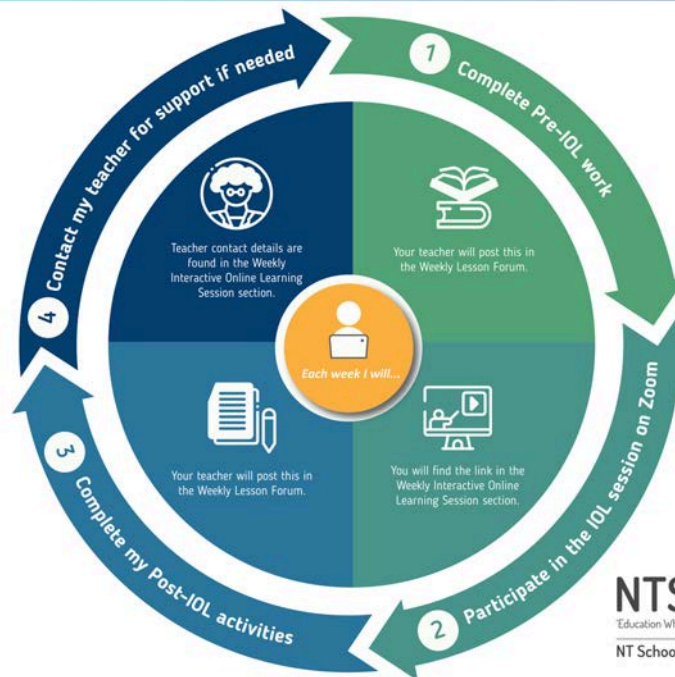 1 Complete Pre-IOL work
Your teacher will post this in
the Weekly Lesson Forum.
2 Participate in the IOL session on Zoom
You will find the link in the
Weekly Interactive Online
Learning Session section.
3 Complete my Post-IOL activities
Your teacher will post this in
the Weekly Lesson Forum.
4 Contact my teacher for support if needed
Teacher contact details are
found in the Weekly
Interactive Online Learning
Session section.
Each week I will...
NTS
'Education
NT Schoo